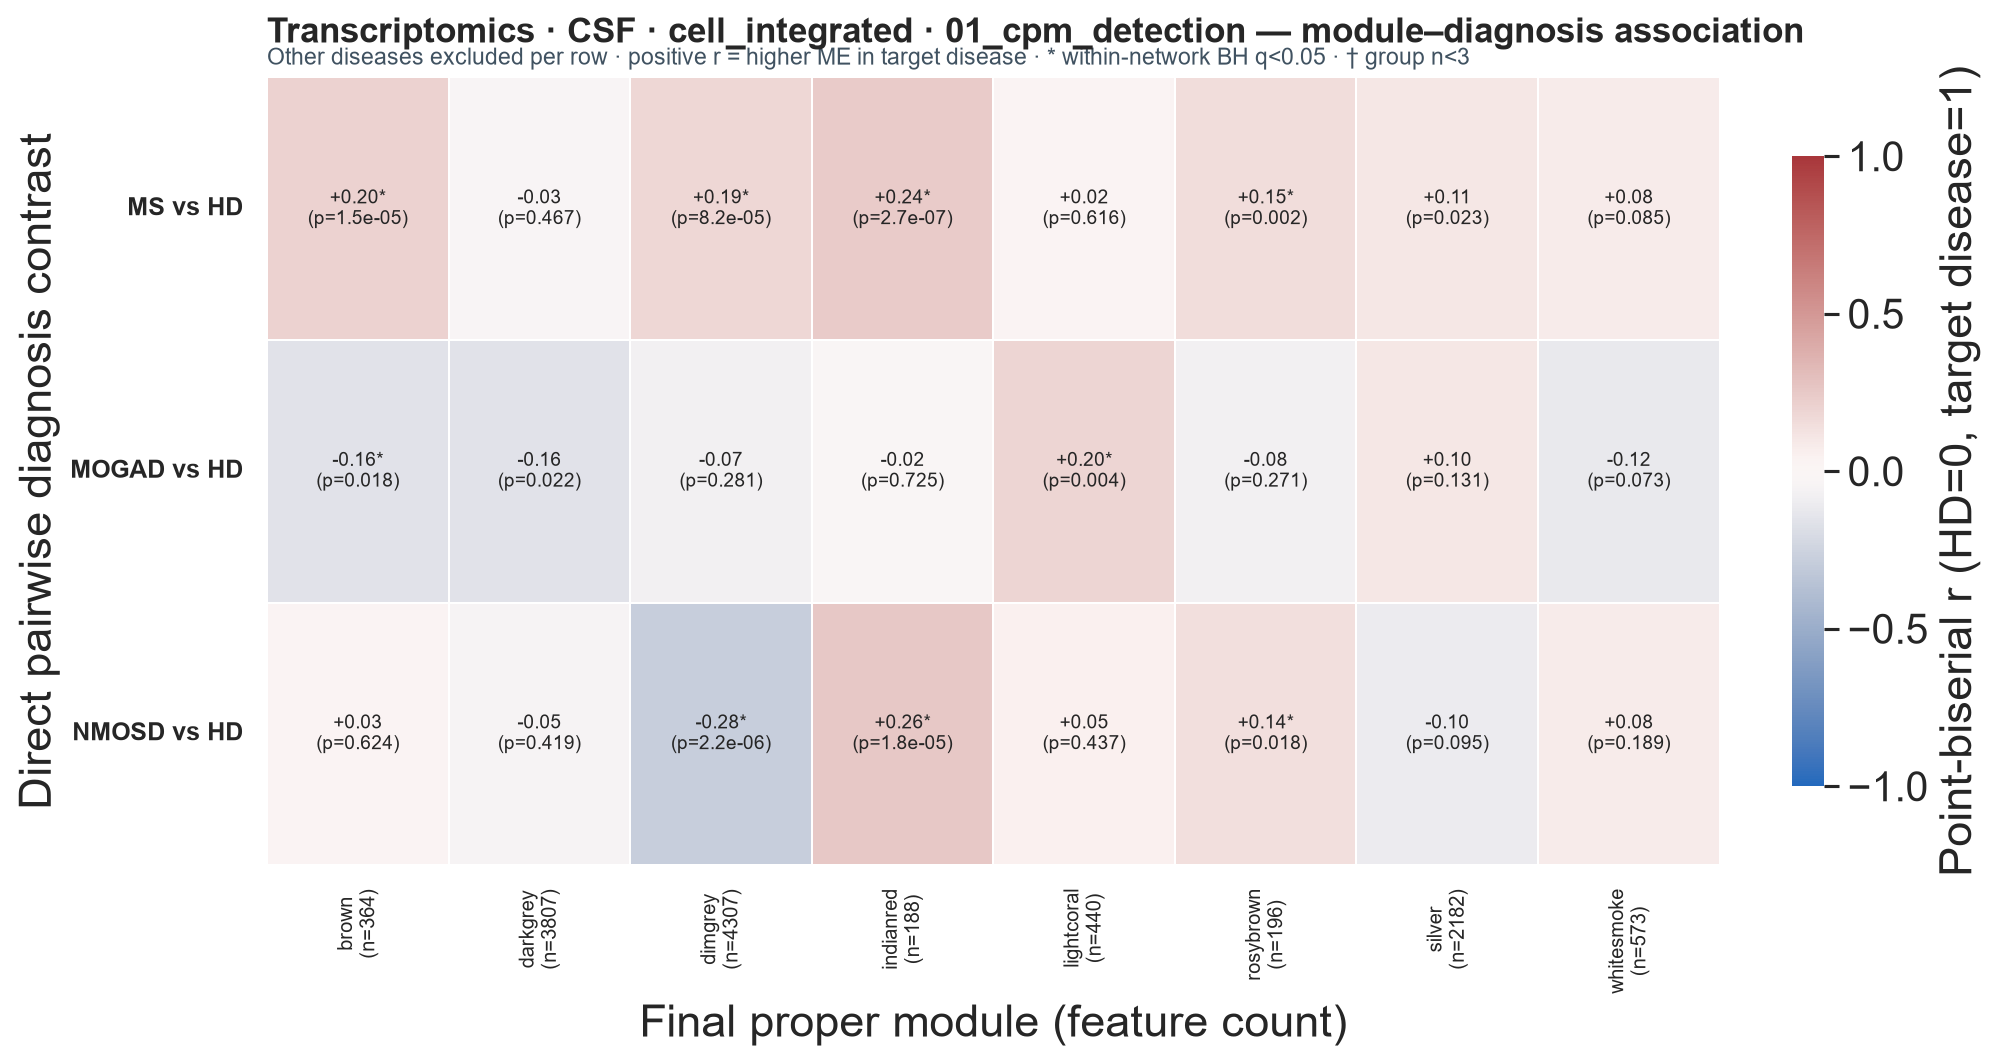 Transcriptomics · CSF · cell_integrated · 01_cpm_detection — module–diagnosis association
Other diseases excluded per row · positive r = higher ME in target disease · * within-network BH q<0.05 · † group n<3
Direct pairwise diagnosis contrast
MS vs HD
+0.20*
(p=1.5e-05)
-0.03
(p=0.467)
+0.19*
(p=8.2e-05)
+0.24*
(p=2.7e-07)
+0.02
(p=0.616)
+0.15*
(p=0.002)
+0.11
(p=0.023)
+0.08
(p=0.085)
MOGAD vs HD
-0.16*
(p=0.018)
-0.16
(p=0.022)
-0.07
(p=0.281)
-0.02
(p=0.725)
+0.20*
(p=0.004)
-0.08
(p=0.271)
+0.10
(p=0.131)
-0.12
(p=0.073)
NMOSD vs HD
+0.03
(p=0.624)
-0.05
(p=0.419)
-0.28*
(p=2.2e-06)
+0.26*
(p=1.8e-05)
+0.05
(p=0.437)
+0.14*
(p=0.018)
-0.10
(p=0.095)
+0.08
(p=0.189)
brown
(n=364)
darkgrey
(n=3807)
dimgrey
(n=4307)
indianred
(n=188)
lightcoral
(n=440)
rosybrown
(n=196)
silver
(n=2182)
whitesmoke
(n=573)
Final proper module (feature count)
1.0
0.5
0.0
−0.5
−1.0
Point-biserial r (HD=0, target disease=1)